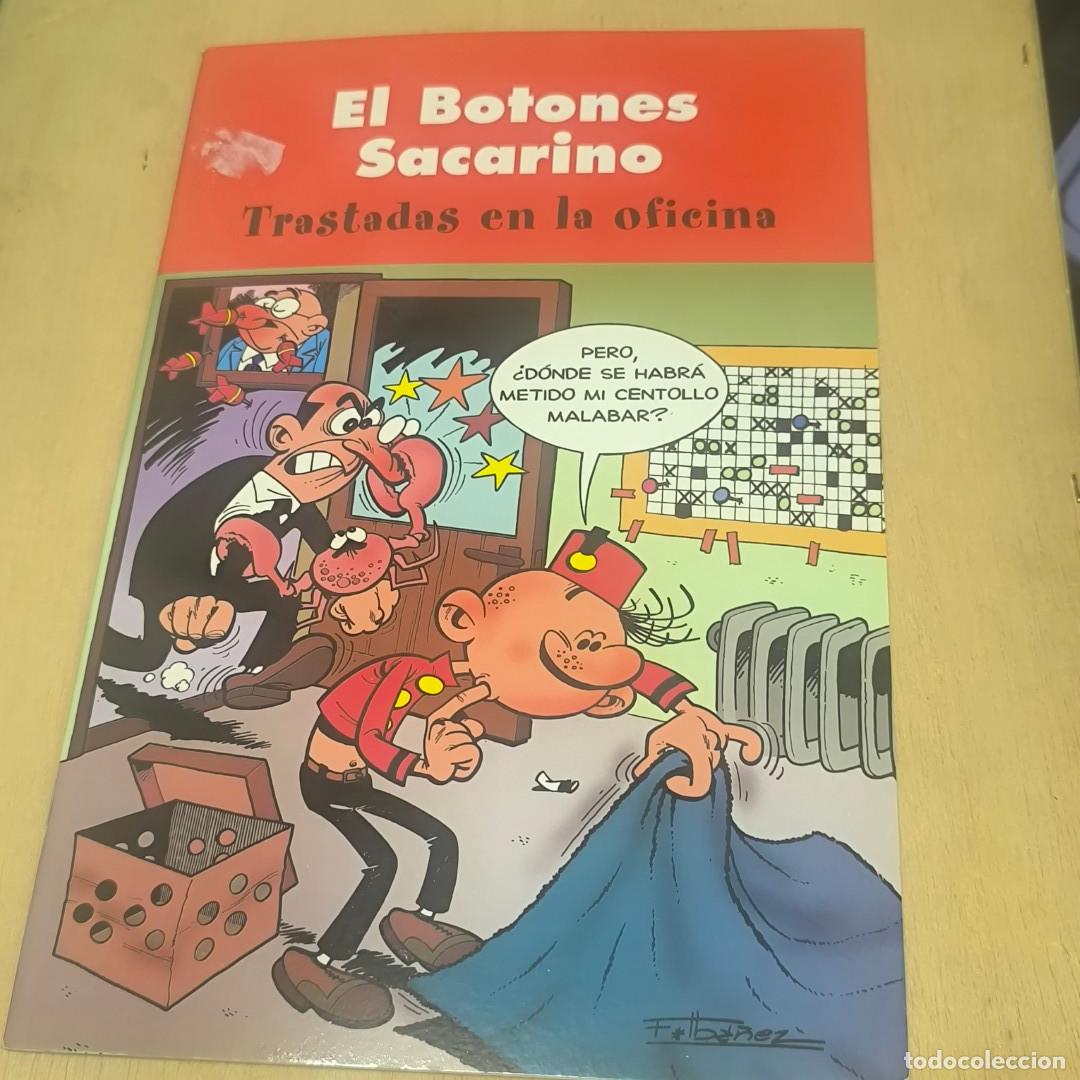 El Botones
Sacarino
Trastadas en la oficina
PERO,
¿DÓNDE SE HABRÁ
METIDO MI CENTOLLO
MALABAR?
F. Ibáñez
todocoleccion